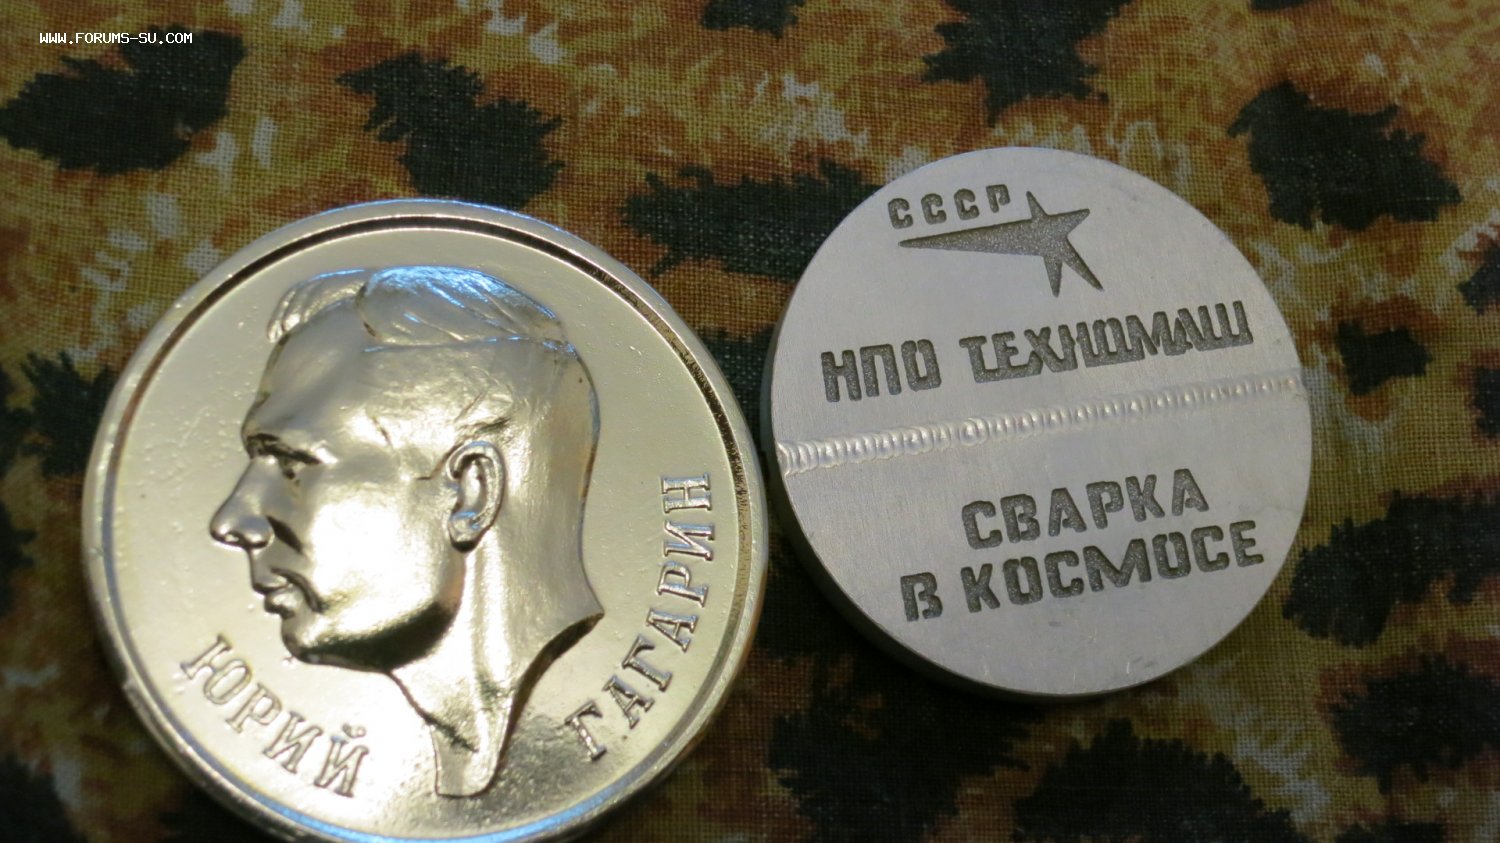 WWW.FORUMS-SU.COM
ЮРИЙ ГАГАРИН
СССР
НПО ТЕХНОМАШ
СВАРКА
В КОСМОСЕ